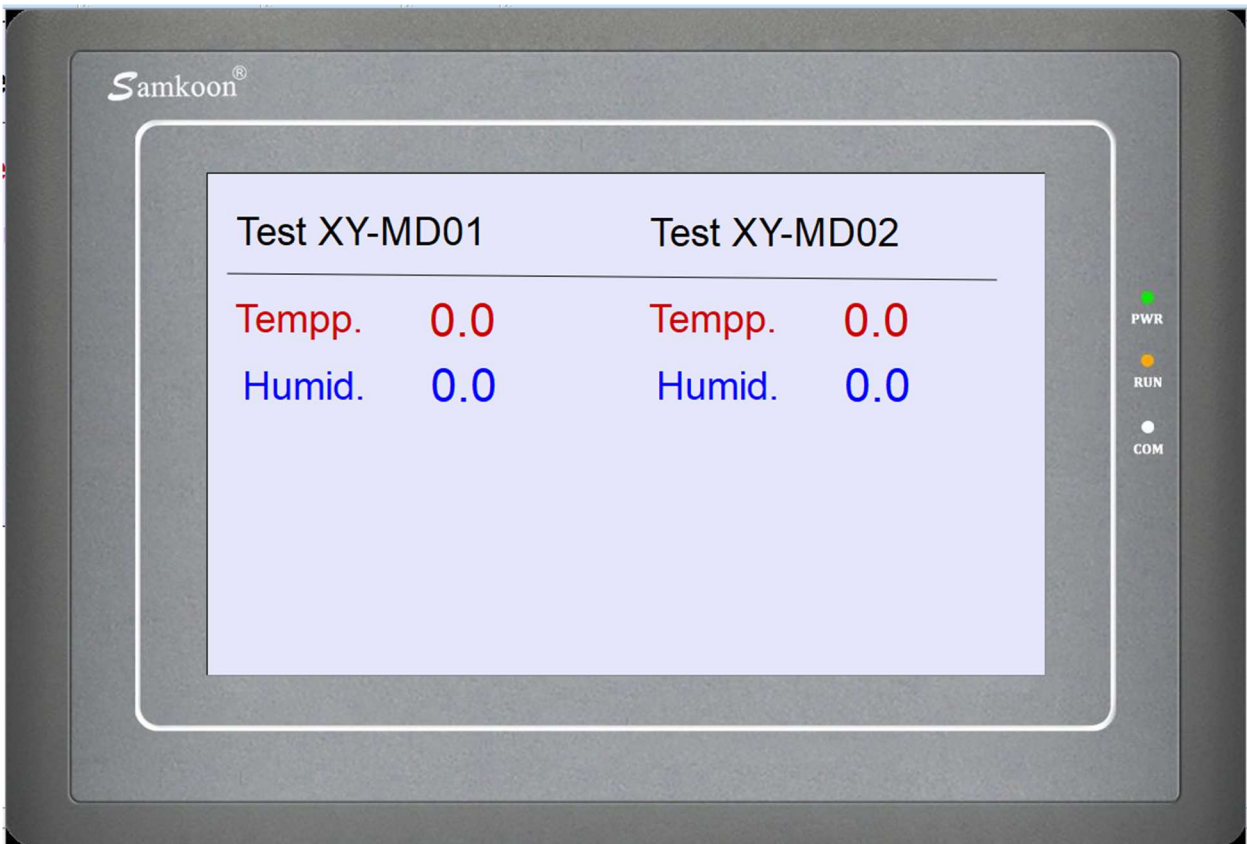 Samkoon®
Test XY-MD01 Test XY-MD02
Tempp. 0.0 Tempp. 0.0
Humid. 0.0 Humid. 0.0
PWR
RUN
COM